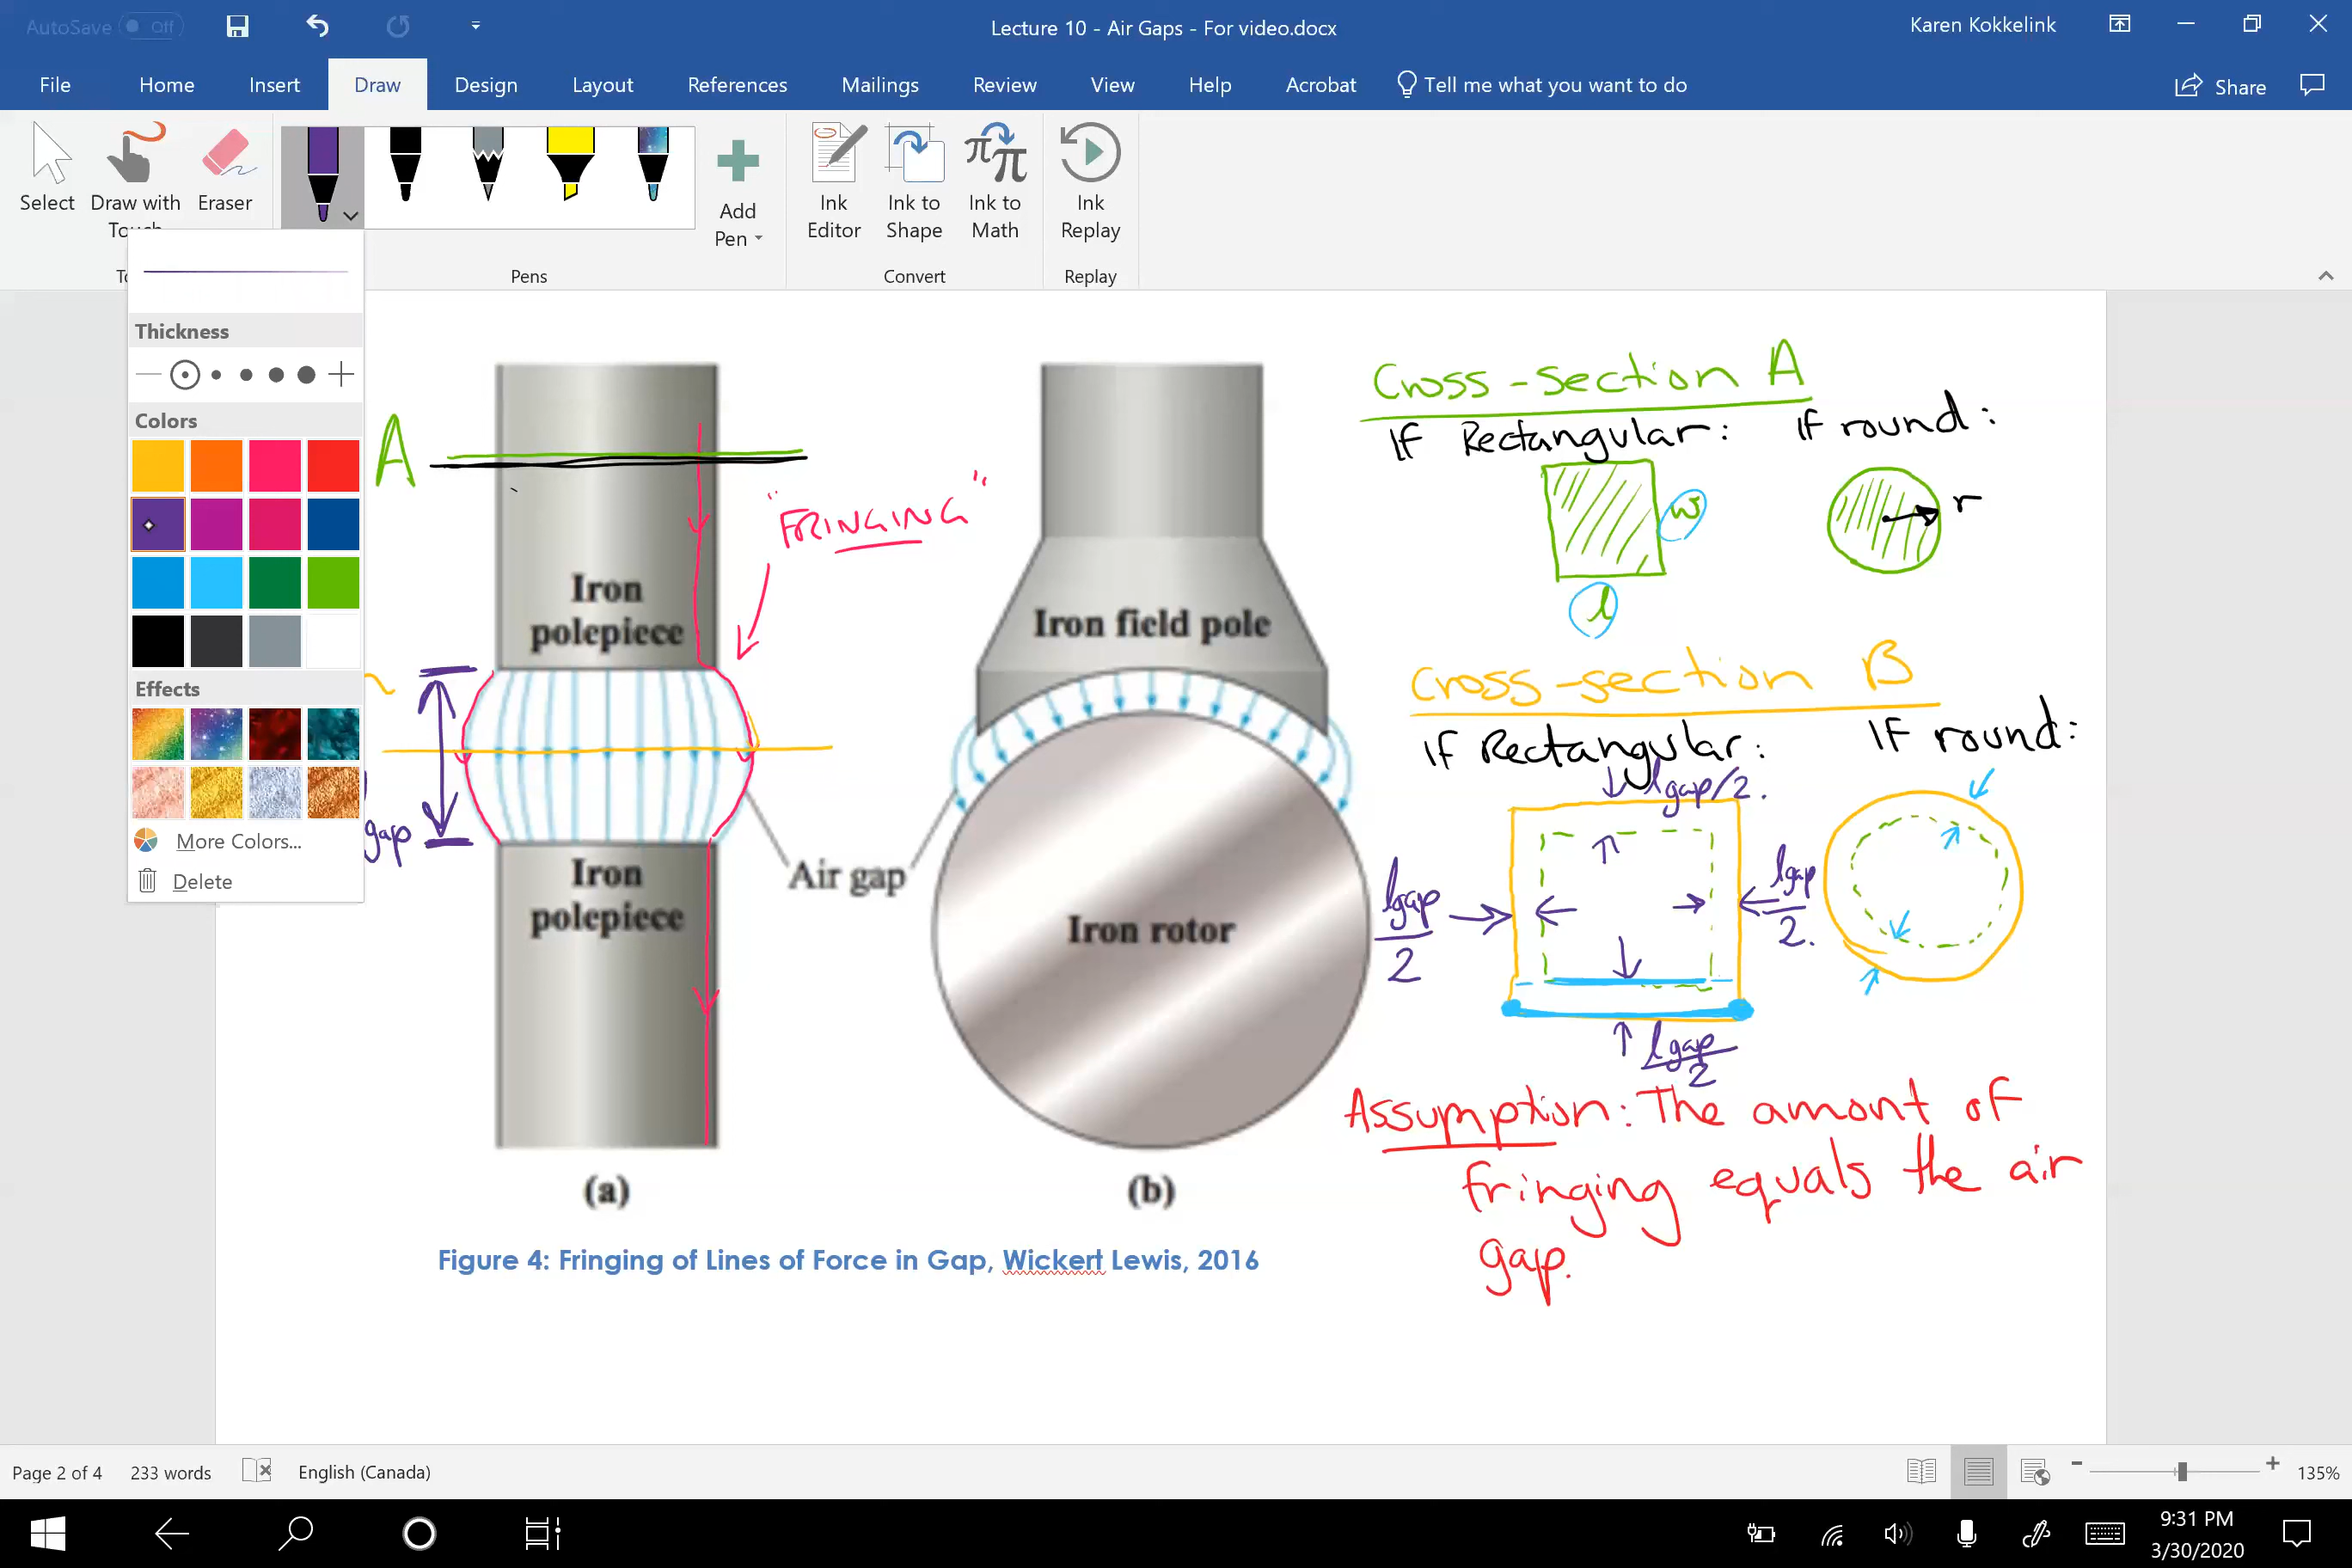 AutoSave Off
Lecture 10 - Air Gaps - For video.docx
Karen Kokkelink
File Home Insert Draw Design Layout References Mailings Review View Help Acrobat Tell me what you want to do Share
Select
Draw with
Eraser
Add
Pen
Ink
Editor
Ink to
Shape
Ink to
Math
Ink
Replay
Pens
Convert
Replay
Thickness
Colors
Effects
More Colors...
Delete
A
"FRINGING"
Iron
polepiece
gap
Iron
polepiece
Air gap
(a)
Iron field pole
Iron rotor
(b)
Cross-section A
If Rectangular: If round:
w
r
l
Cross-section B
If Rectangular: If round:
lgap/2.
lgap
2
lgap
2.
lgap
2
Assumption: The amont of
fringing equals the air
gap.
Figure 4: Fringing of Lines of Force in Gap, Wickert Lewis, 2016
Page 2 of 4 233 words English (Canada)
135%
9:31 PM
3/30/2020